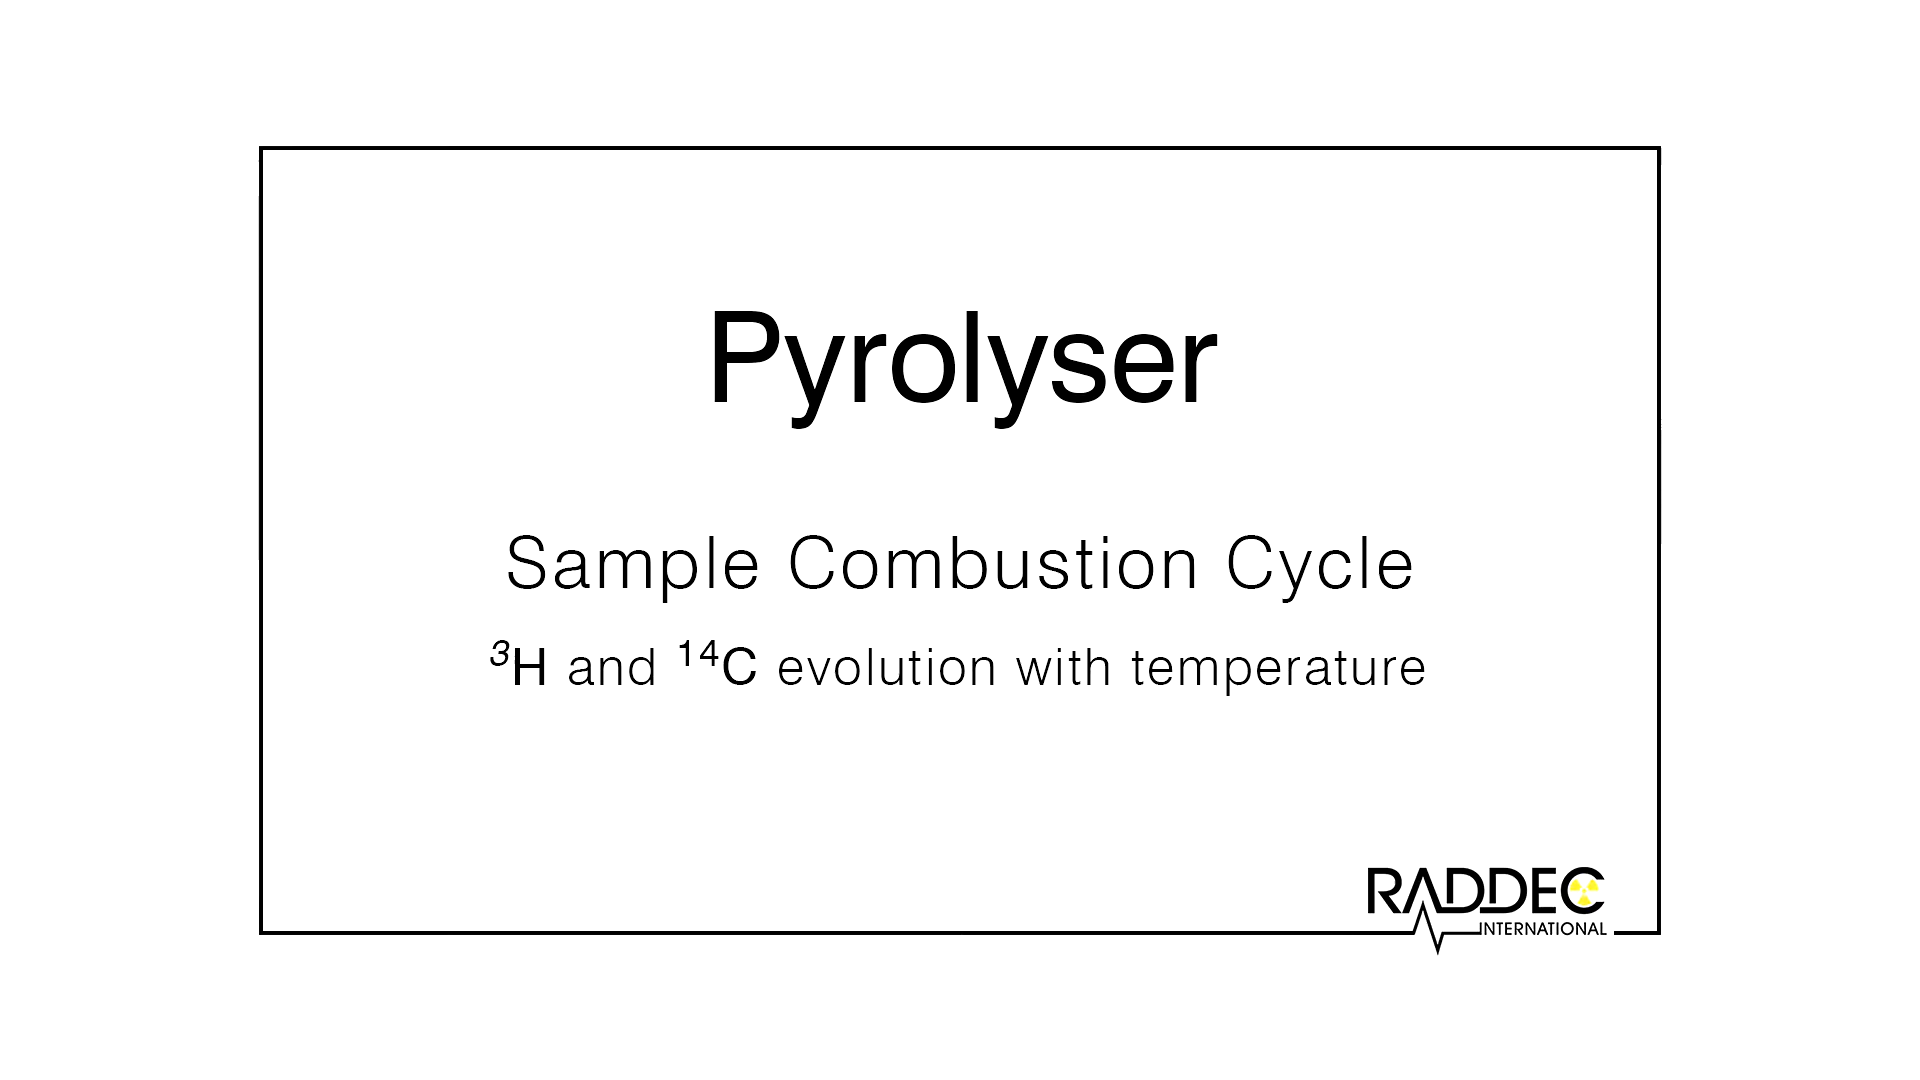 Pyrolyser
Sample Combustion Cycle
³H and ¹⁴C evolution with temperature
RADDEC
INTERNATIONAL